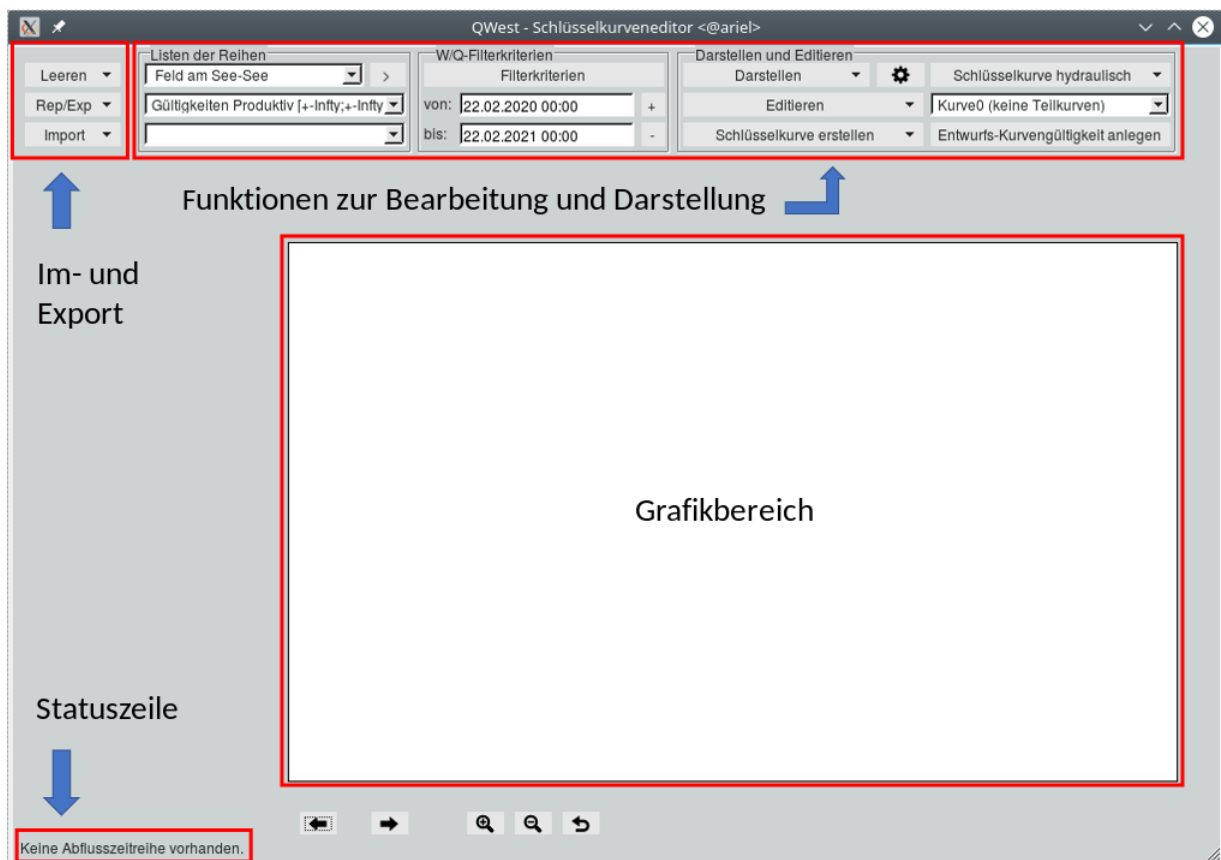 QWest - Schlüsselkurveneditor <@ariel>
Listen der Reihen
W/Q-Filterkriterien
Darstellen und Editieren
Leeren
Feld am See-See
>
Filterkriterien
Darstellen
Schlüsselkurve hydraulisch
Rep/Exp
Gültigkeiten Produktiv [+-Infty;+-Infty
von:
22.02.2020 00:00
+
Editieren
Kurve0 (keine Teilkurven)
Import
bis:
22.02.2021 00:00
-
Schlüsselkurve erstellen
Entwurfs-Kurvengültigkeit anlegen
Funktionen zur Bearbeitung und Darstellung
Im- und
Export
Grafikbereich
Statuszeile
Keine Abflusszeitreihe vorhanden.